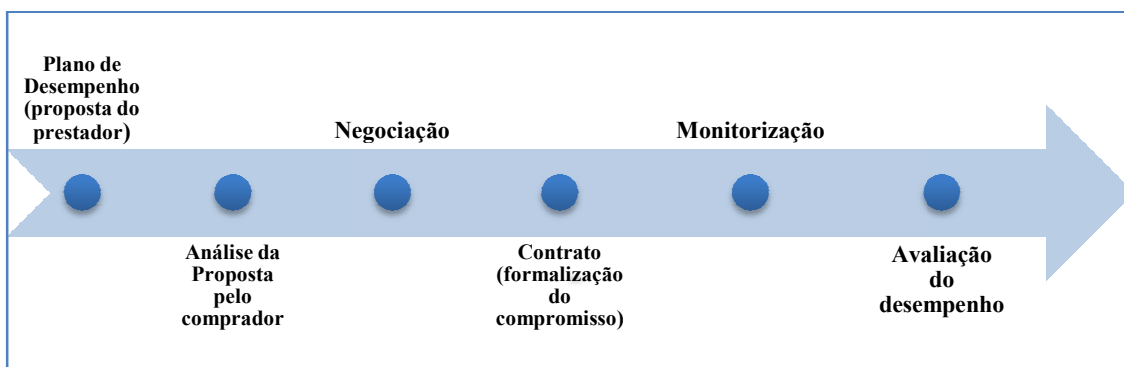 Plano de
Desempenho
(proposta do
prestador)
Análise da
Proposta
pelo
comprador
Negociação
Contrato
(formalização
do
compromisso)
Monitorização
Avaliação
do
desempenho